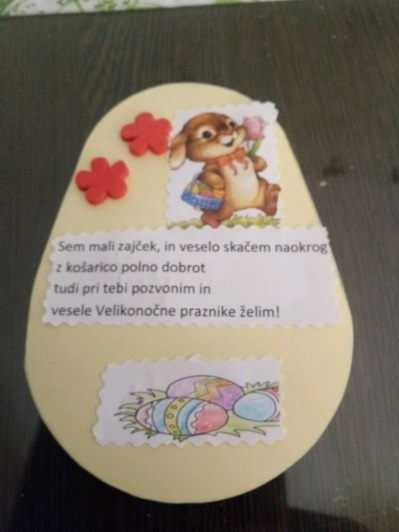 Sem mali zajček, in veselo skačem naokrog
z košarico polno dobrot
tudi pri tebi pozvonim in
vesele Velikonočne praznike želim!